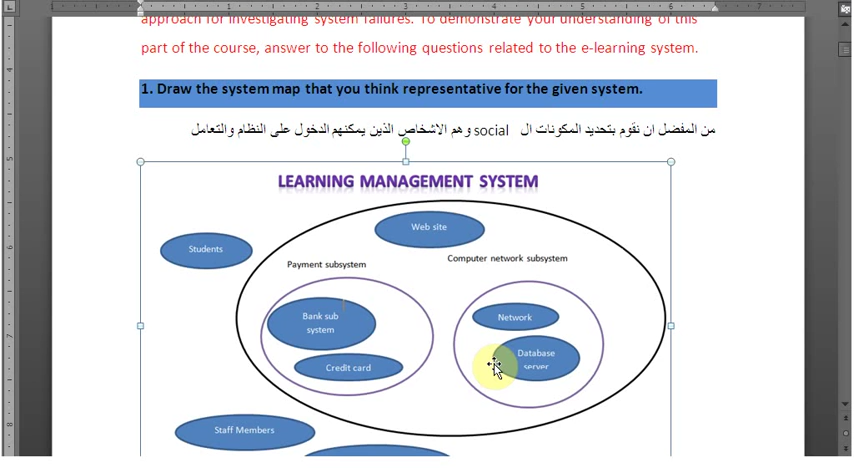 approach for investigating system failures. To demonstrate your understanding of this
part of the course, answer to the following questions related to the e-learning system.
1. Draw the system map that you think representative for the given system.
من المفضل ان نقوم بتحديد المكونات ال social وهم الاشخاص الذين يمكنهم الدخول على النظام والتعامل
LEARNING MANAGEMENT SYSTEM
Web site
Students
Payment subsystem
Computer network subsystem
Bank sub
system
Network
Database
server
Credit card
Staff Members